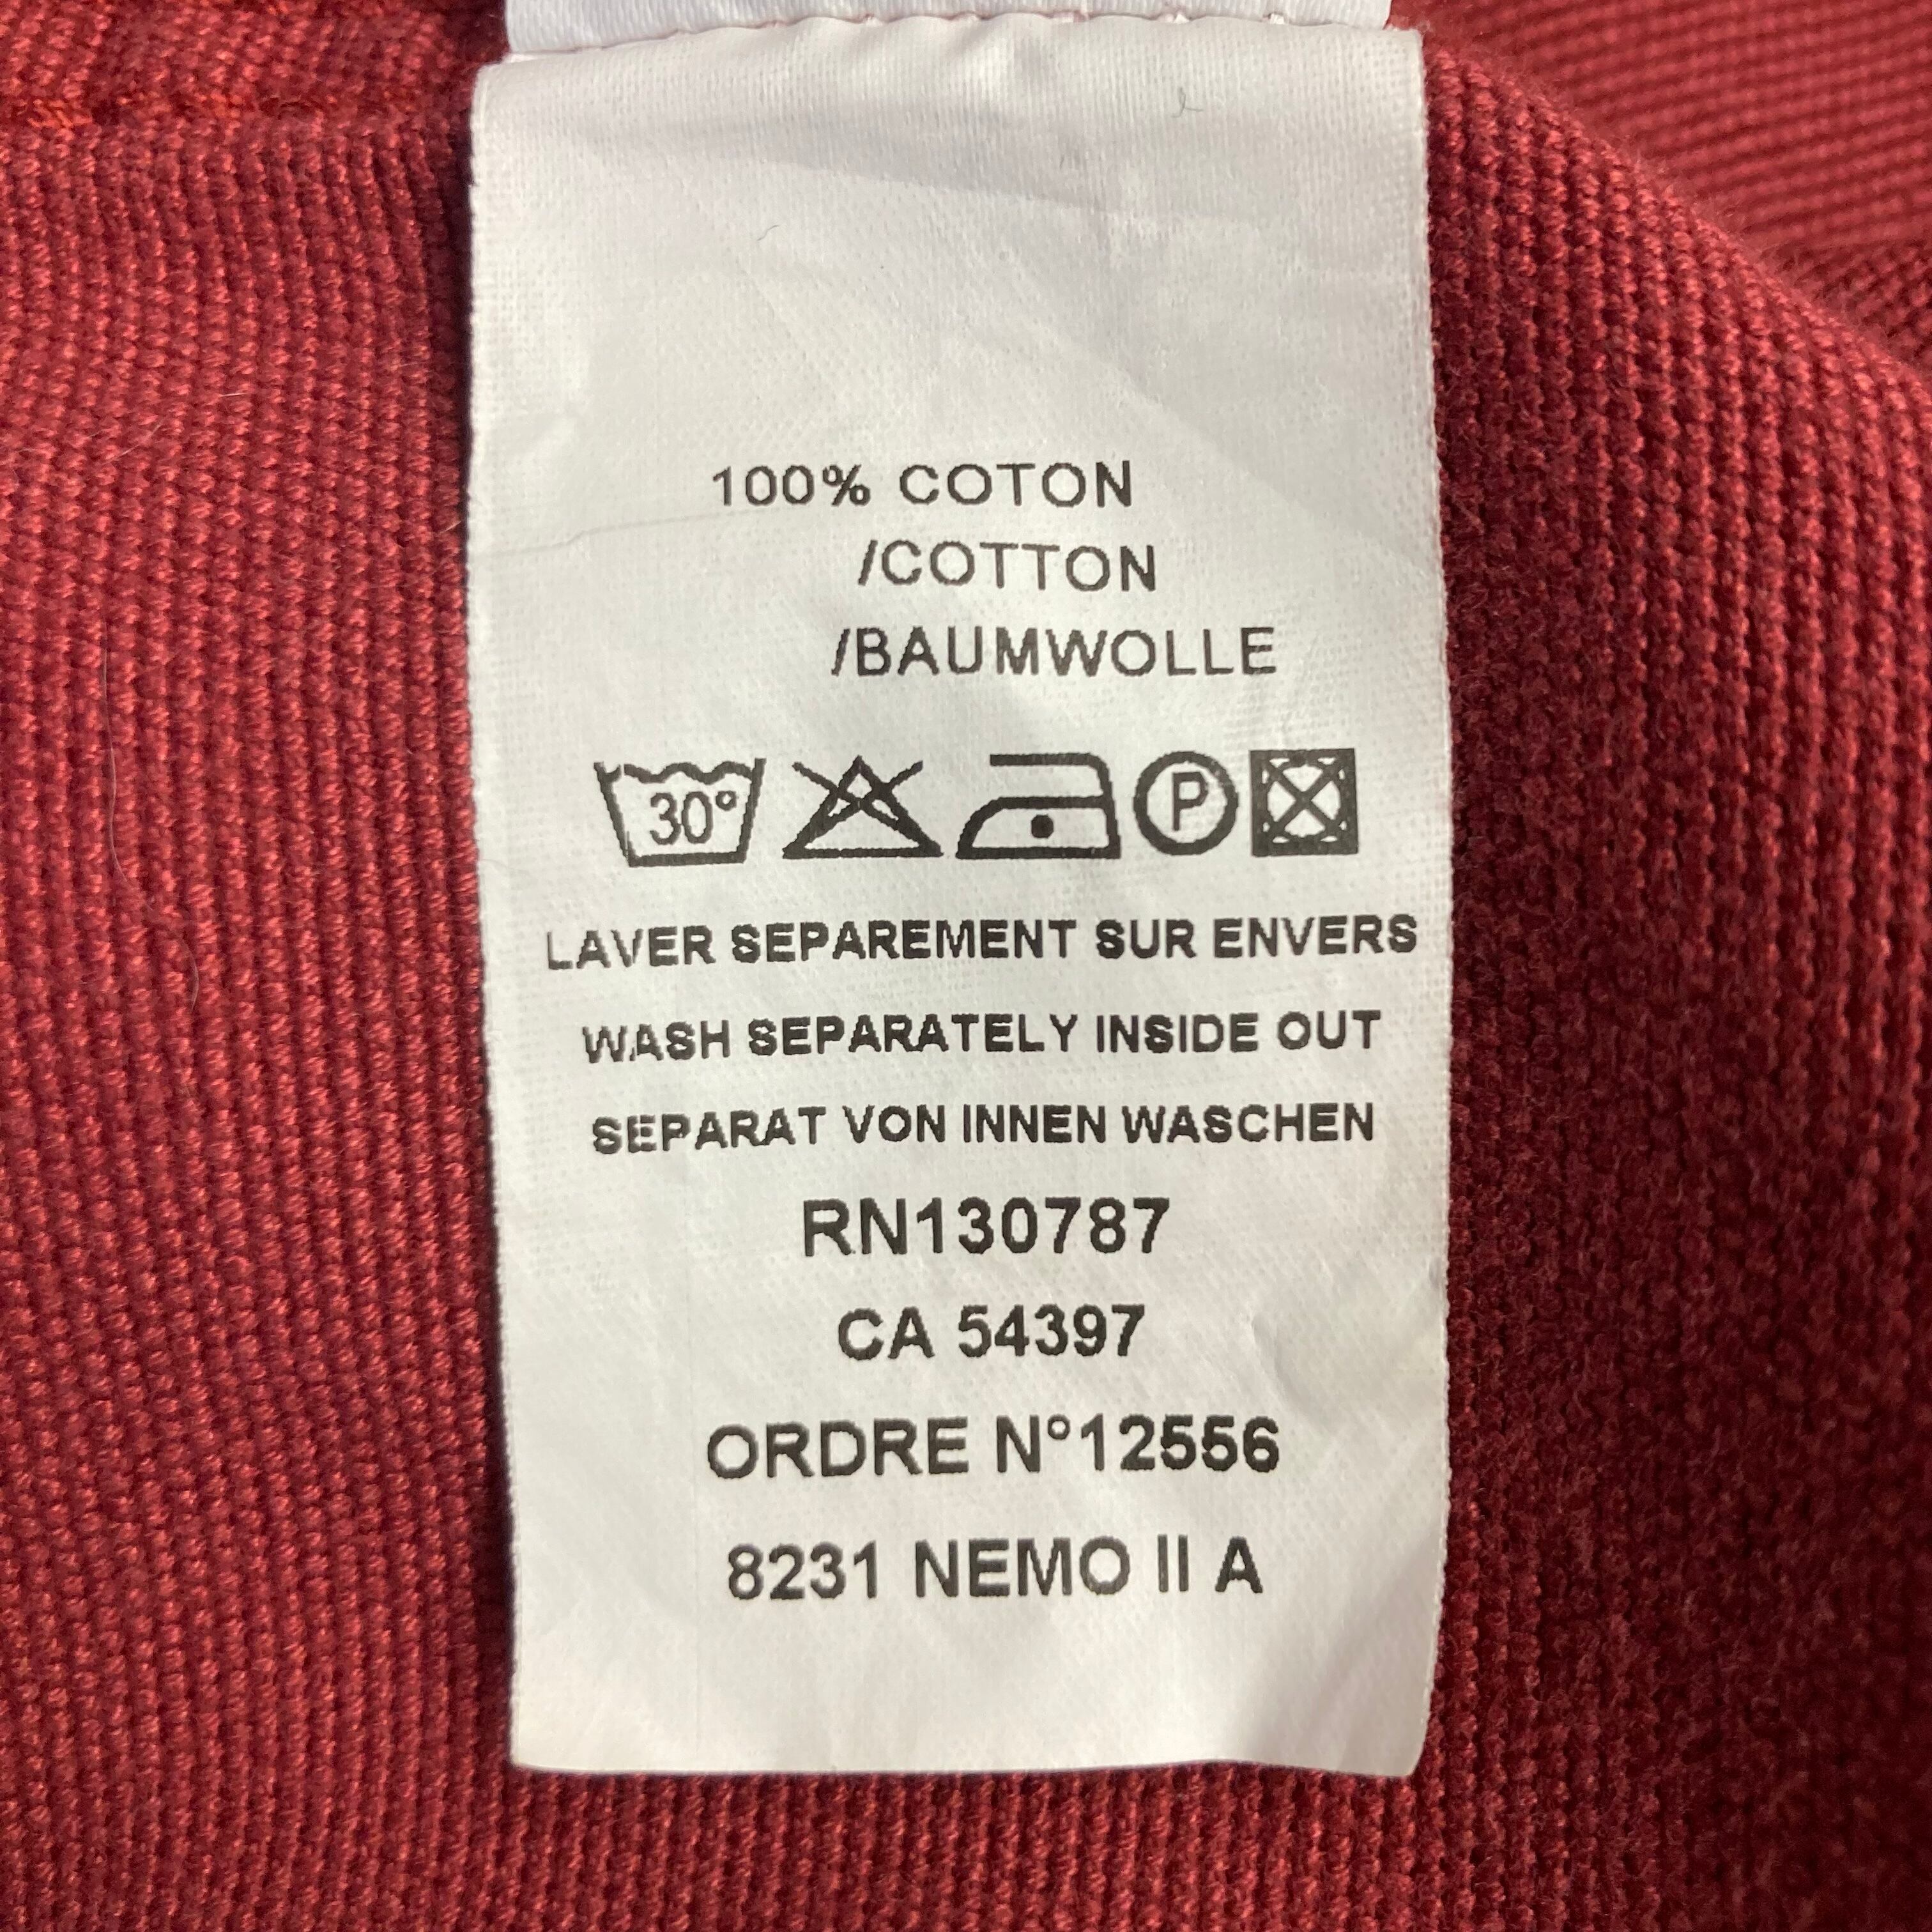 100% COTON
/COTTON
/BAUMWOLLE
30° P
LAVER SEPAREMENT SUR ENVERS
WASH SEPARATELY INSIDE OUT
SEPARAT VON INNEN WASCHEN
RN130787
CA 54397
ORDRE N°12556
8231 NEMO II A